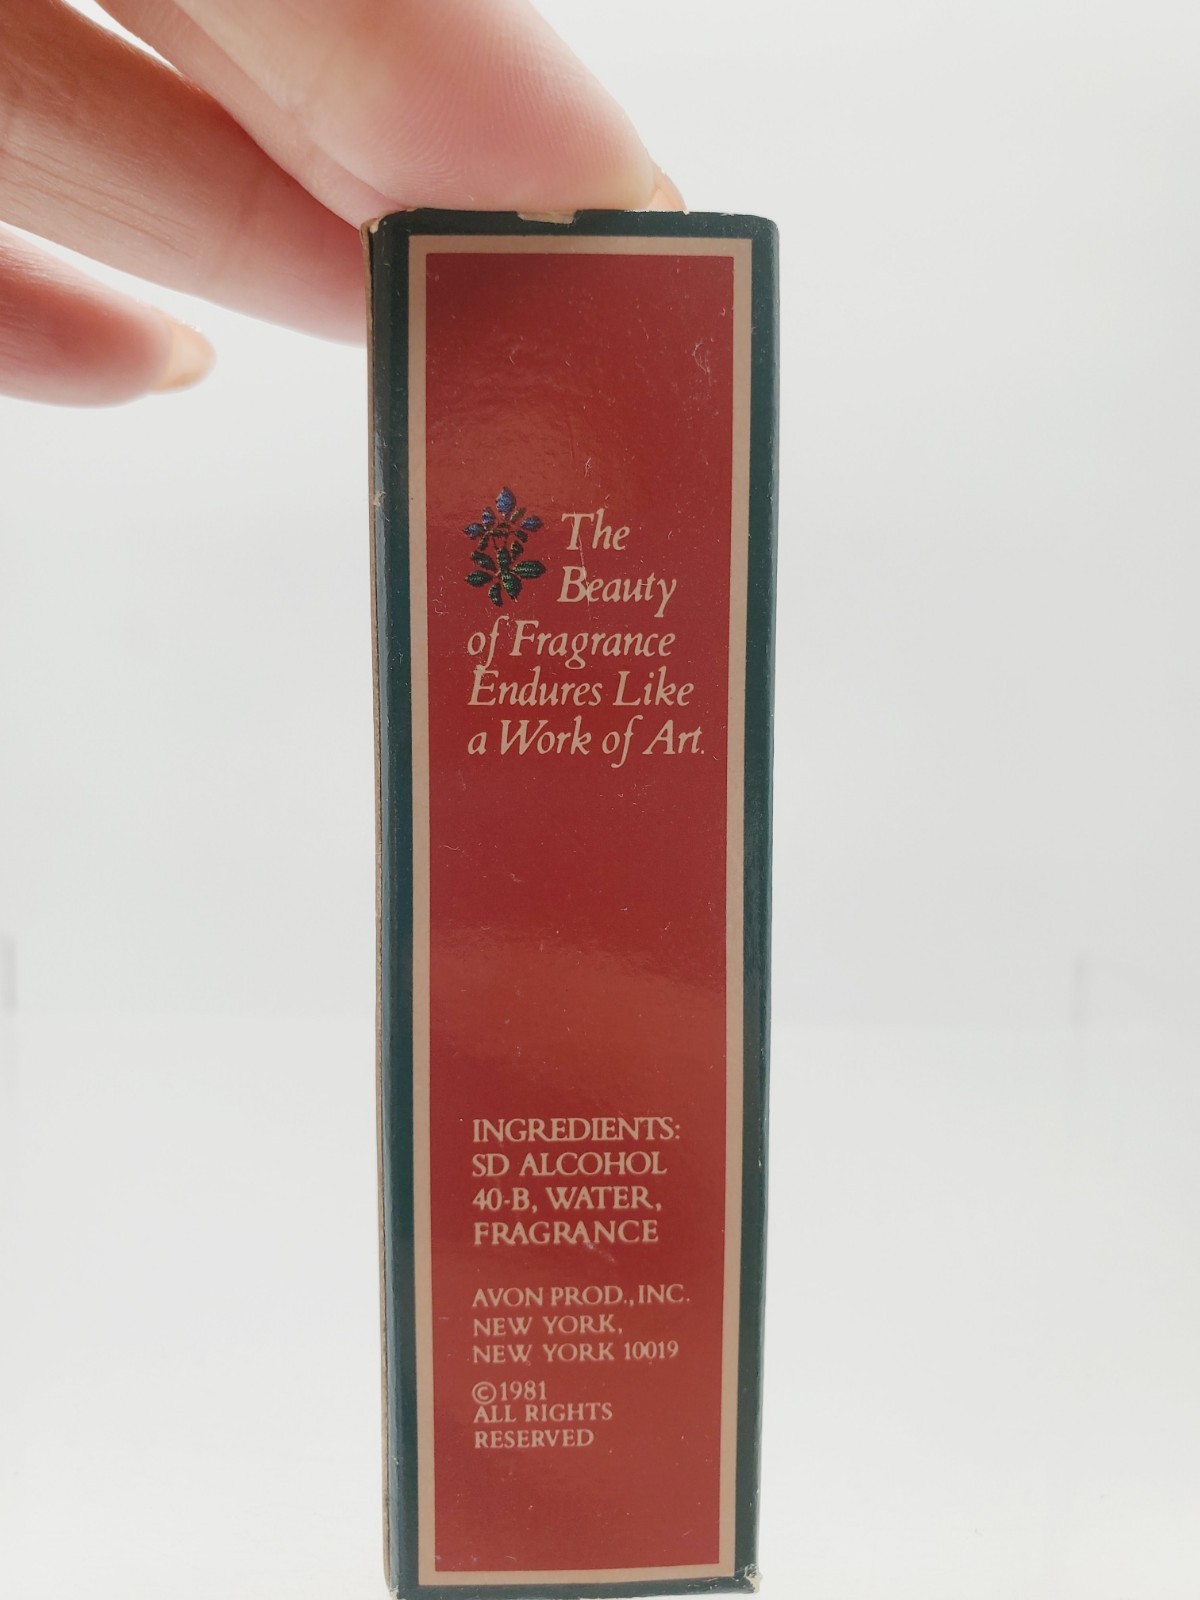 The
Beauty
of Fragrance
Endures Like
a Work of Art.
INGREDIENTS:
SD ALCOHOL
40-B, WATER,
FRAGRANCE
AVON PROD., INC.
NEW YORK,
NEW YORK 10019
©1981
ALL RIGHTS
RESERVED